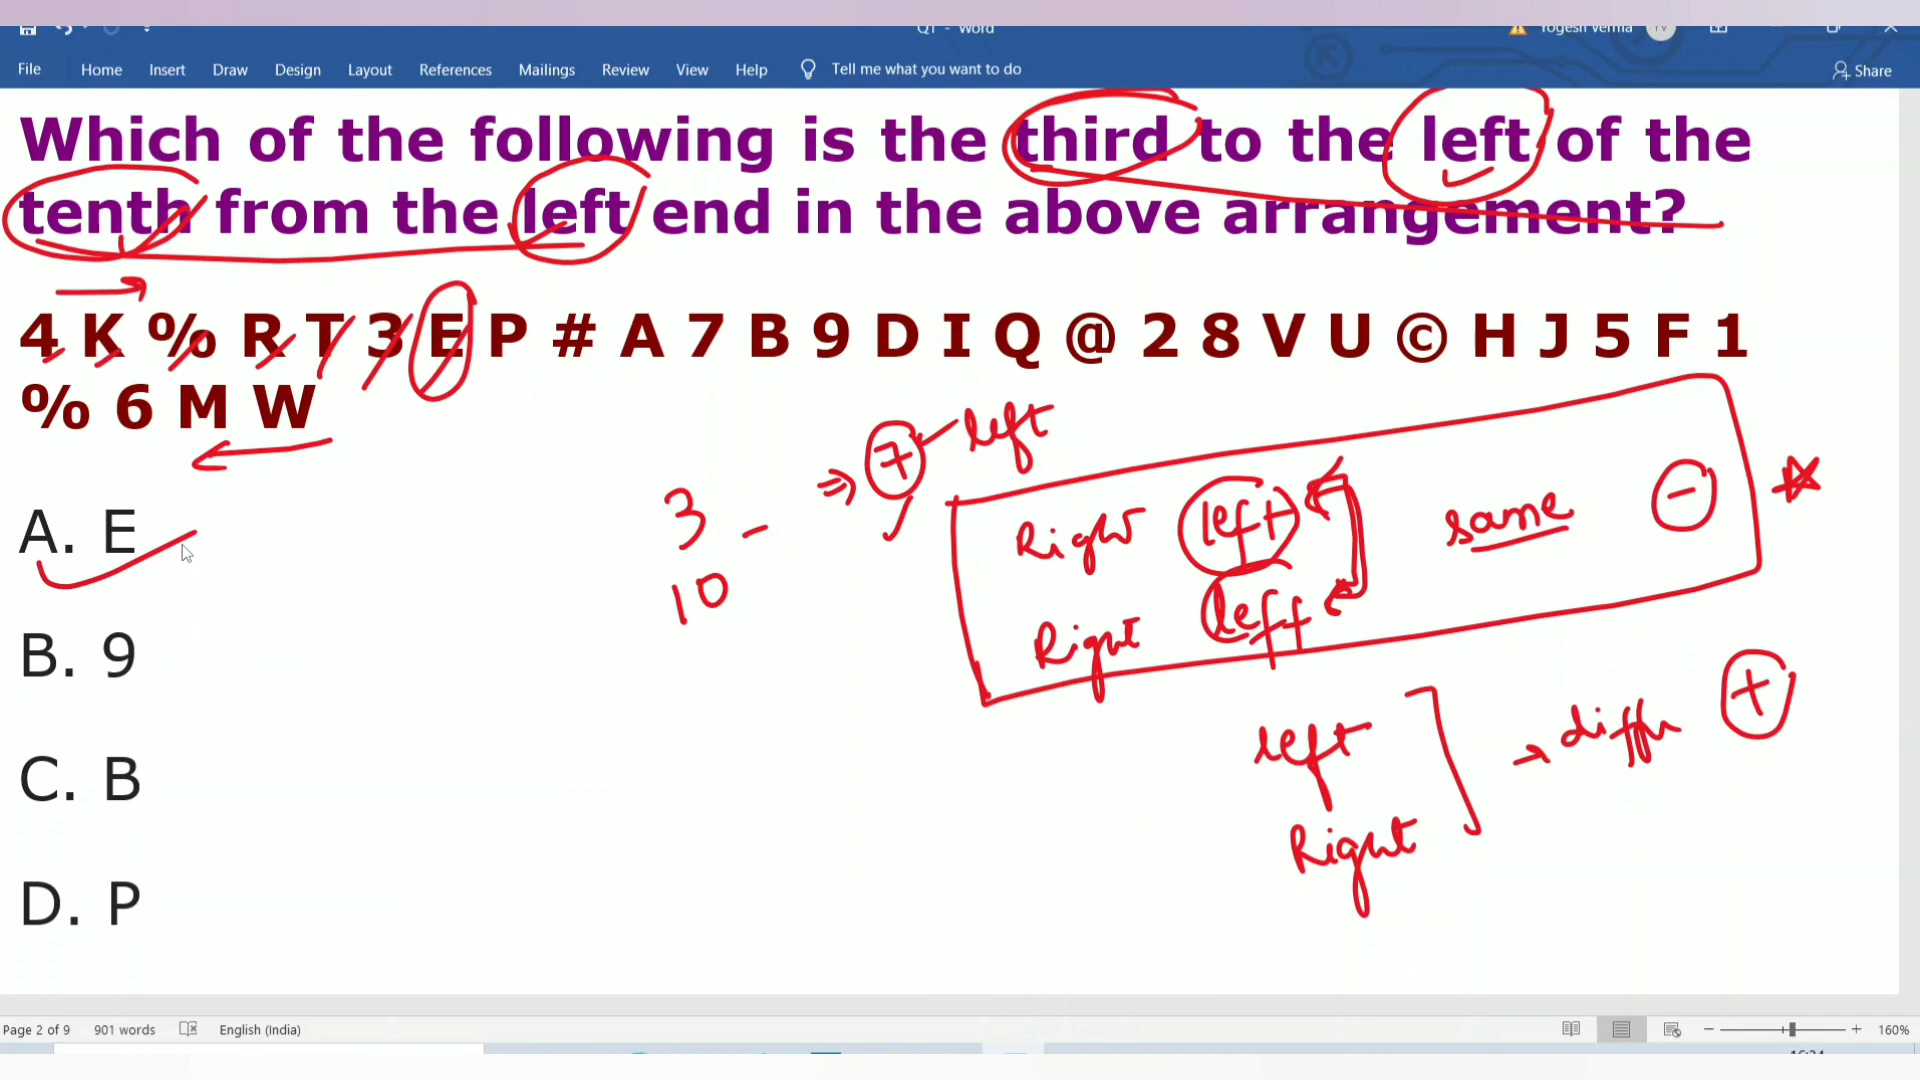 Q1 - Word
Yogesh Verma YV
File Home Insert Draw Design Layout References Mailings Review View Help Tell me what you want to do Share
Which of the following is the third to the left of the
tenth from the left end in the above arrangement?
4 K % R T 3 E P # A 7 B 9 D I Q @ 2 8 V U © H J 5 F 1
% 6 M W
7 left
3 -
10
Right left same -
Right left
left diffr +
Right
A. E
B. 9
C. B
D. P
Page 2 of 9 901 words English (India) 160%